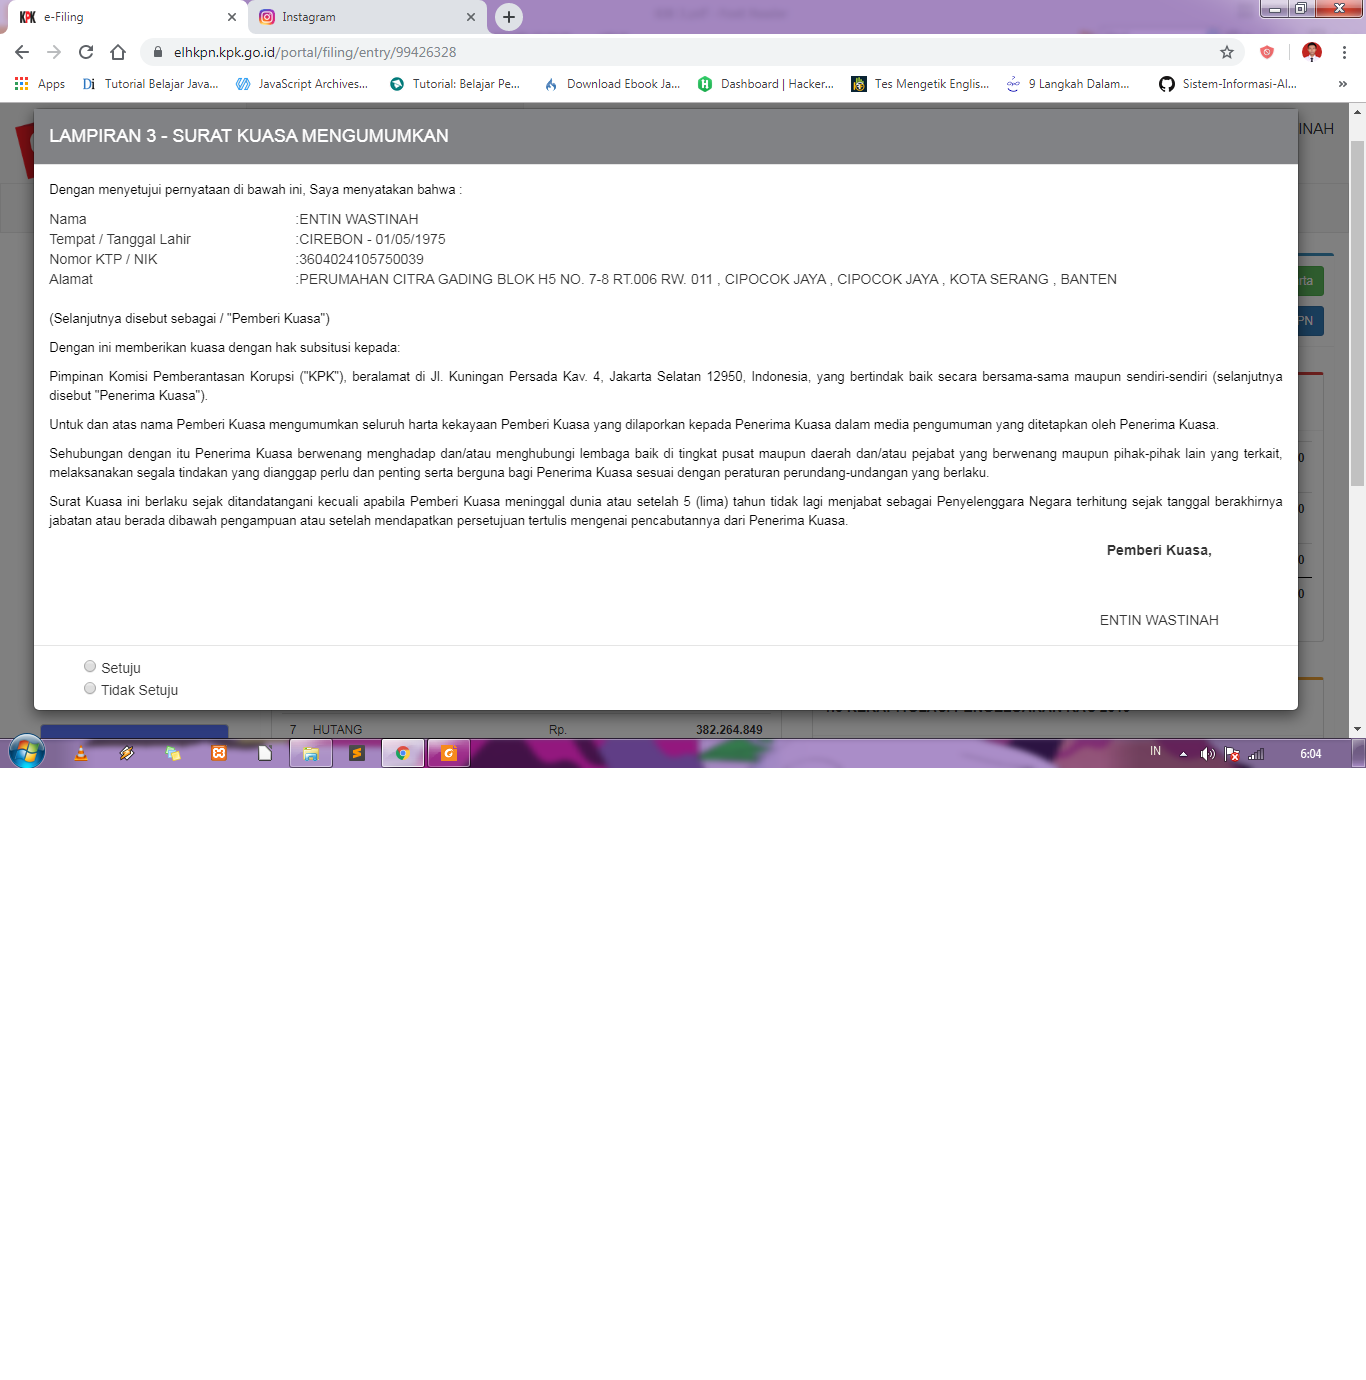 e-Filing
Instagram
elhkpn.kpk.go.id/portal/filing/entry/99426328
Apps
Tutorial Belajar Java...
JavaScript Archives...
Tutorial: Belajar Pe...
Download Ebook Ja...
Dashboard | Hacker...
Tes Mengetik Englis...
9 Langkah Dalam...
Sistem-Informasi-Al...
»
INAH
LAMPIRAN 3 - SURAT KUASA MENGUMUMKAN
Dengan menyetujui pernyataan di bawah ini, Saya menyatakan bahwa :
Nama :ENTIN WASTINAH
Tempat / Tanggal Lahir :CIREBON - 01/05/1975
Nomor KTP / NIK :3604024105750039
Alamat :PERUMAHAN CITRA GADING BLOK H5 NO. 7-8 RT.006 RW. 011 , CIPOCOK JAYA , CIPOCOK JAYA , KOTA SERANG , BANTEN
rta
PN
(Selanjutnya disebut sebagai / "Pemberi Kuasa")
Dengan ini memberikan kuasa dengan hak subsitusi kepada:
Pimpinan Komisi Pemberantasan Korupsi ("KPK"), beralamat di Jl. Kuningan Persada Kav. 4, Jakarta Selatan 12950, Indonesia, yang bertindak baik secara bersama-sama maupun sendiri-sendiri (selanjutnya
disebut "Penerima Kuasa").
Untuk dan atas nama Pemberi Kuasa mengumumkan seluruh harta kekayaan Pemberi Kuasa yang dilaporkan kepada Penerima Kuasa dalam media pengumuman yang ditetapkan oleh Penerima Kuasa.
Sehubungan dengan itu Penerima Kuasa berwenang menghadap dan/atau menghubungi lembaga baik di tingkat pusat maupun daerah dan/atau pejabat yang berwenang maupun pihak-pihak lain yang terkait,
melaksanakan segala tindakan yang dianggap perlu dan penting serta berguna bagi Penerima Kuasa sesuai dengan peraturan perundang-undangan yang berlaku.
Surat Kuasa ini berlaku sejak ditandatangani kecuali apabila Pemberi Kuasa meninggal dunia atau setelah 5 (lima) tahun tidak lagi menjabat sebagai Penyelenggara Negara terhitung sejak tanggal berakhirnya
jabatan atau berada dibawah pengampuan atau setelah mendapatkan persetujuan tertulis mengenai pencabutannya dari Penerima Kuasa.
0
0
0
0
Pemberi Kuasa,
ENTIN WASTINAH
Setuju
Tidak Setuju
7 HUTANG Rp. 382.264.849
IN
6:04